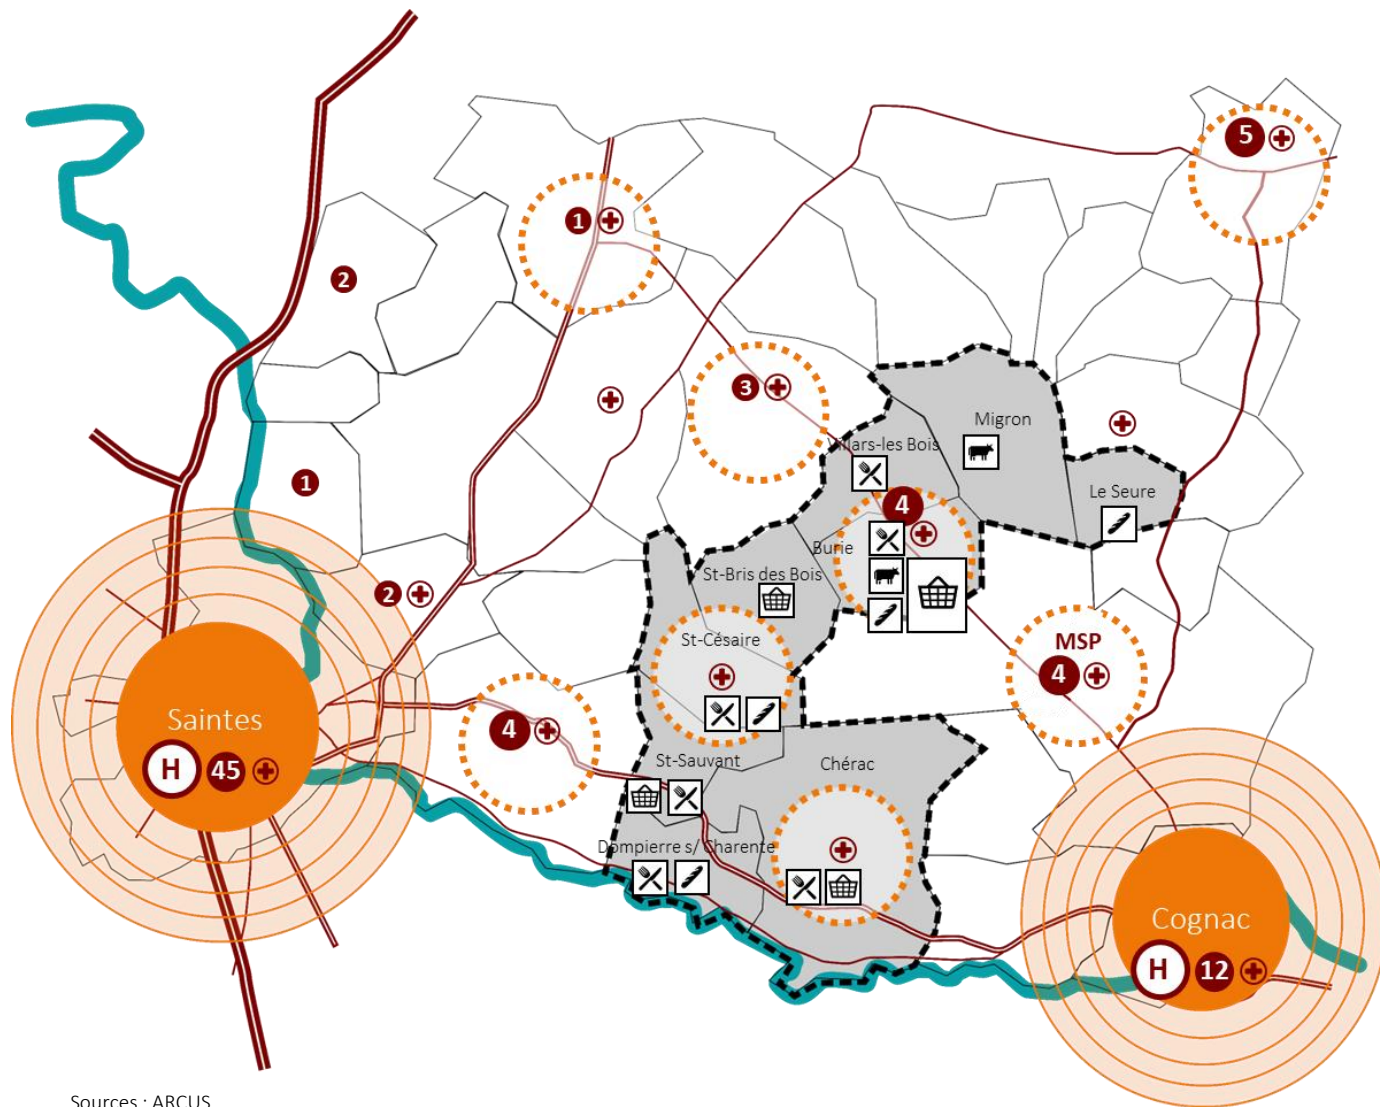 5
1
2
3
Migron
Villars-les Bois
1
Le Seure
4
Burie
St-Bris des Bois
2
St-Césaire
MSP
4
Saintes
4
St-Sauvant
Chérac
H 45
Dompierre s/ Charente
Cognac
H 12
Sources : ARCUS